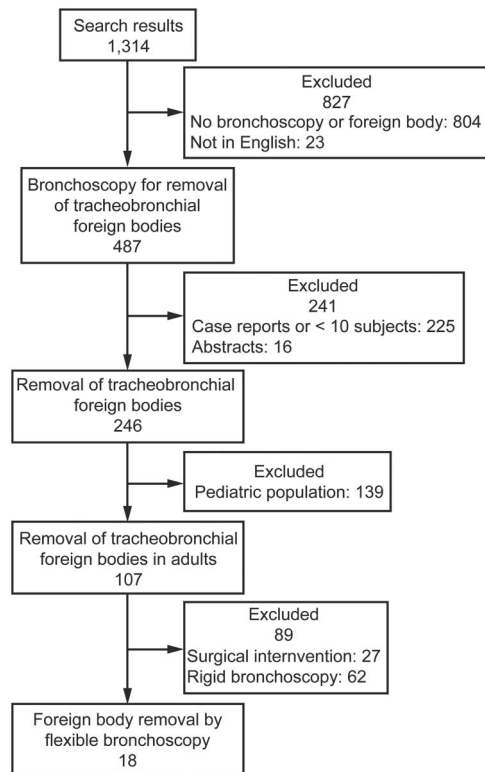 Search results
1,314
Excluded
827
No bronchoscopy or foreign body: 804
Not in English: 23
Bronchoscopy for removal
of tracheobronchial
foreign bodies
487
Excluded
241
Case reports or < 10 subjects: 225
Abstracts: 16
Removal of tracheobronchial
foreign bodies
246
Excluded
Pediatric population: 139
Removal of tracheobronchial
foreign bodies in adults
107
Excluded
89
Surgical internvention: 27
Rigid bronchoscopy: 62
Foreign body removal by
flexible bronchoscopy
18